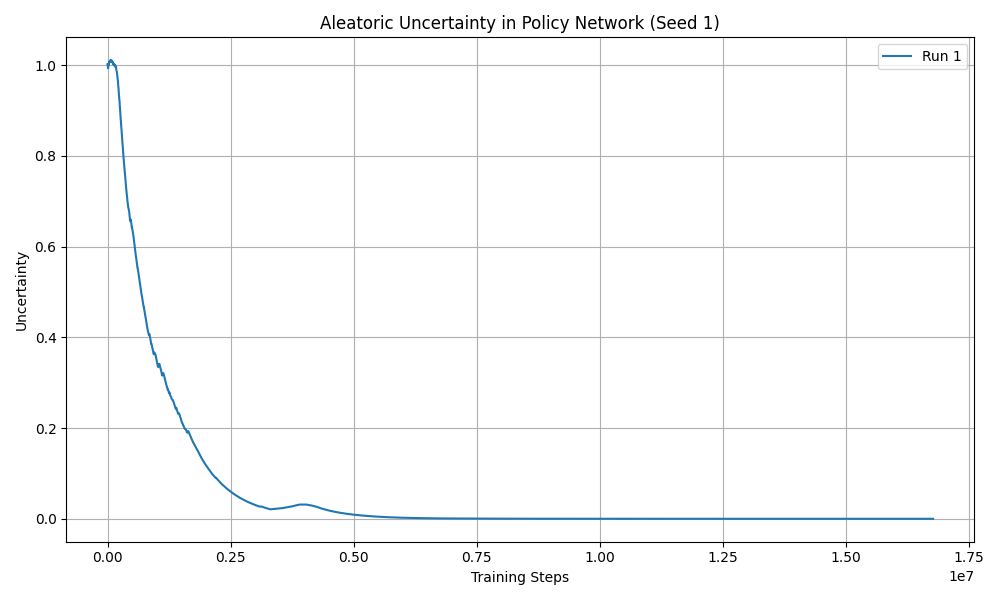 Aleatoric Uncertainty in Policy Network (Seed 1)
Run 1
Uncertainty
1.0
0.8
0.6
0.4
0.2
0.0
0.00 0.25 0.50 0.75 1.00 1.25 1.50 1.75
1e7
Training Steps